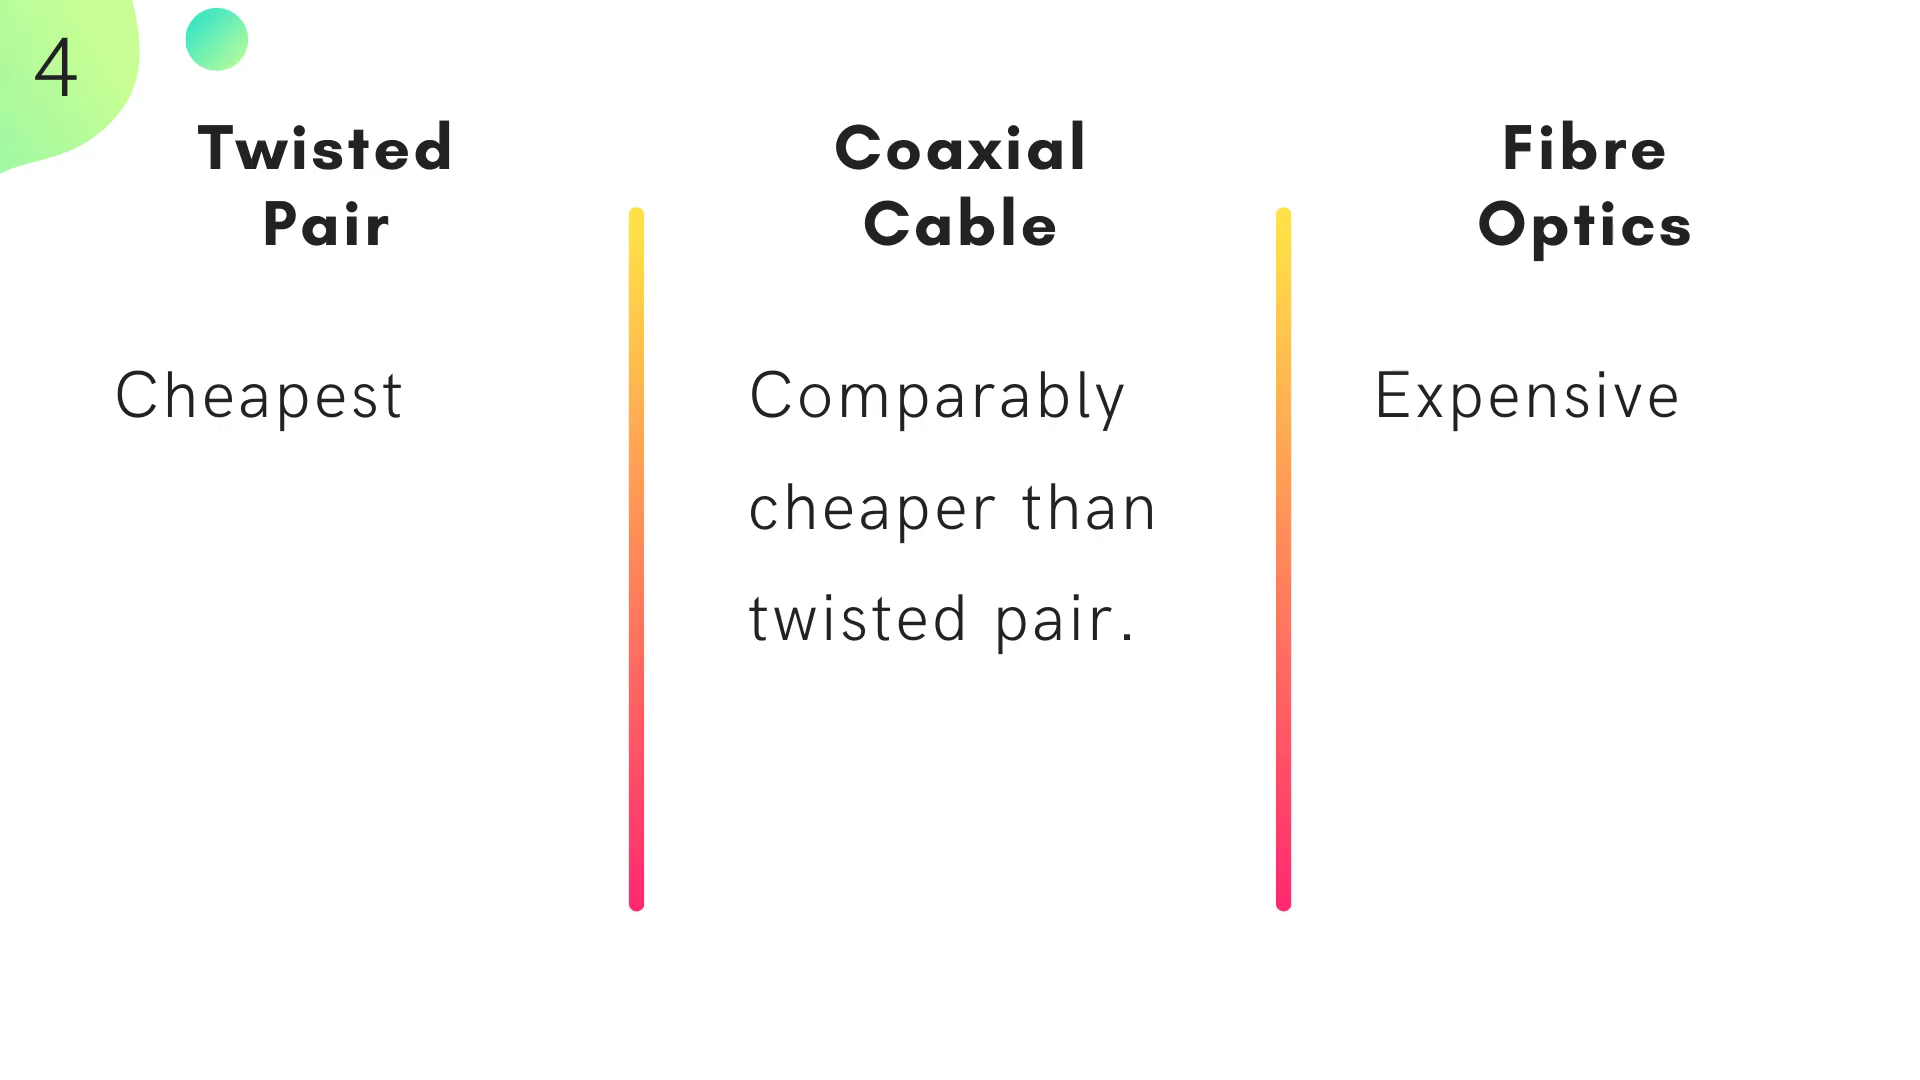 4
Twisted
Pair
Cheapest
Coaxial
Cable
Comparably
cheaper than
twisted pair.
Fibre
Optics
Expensive